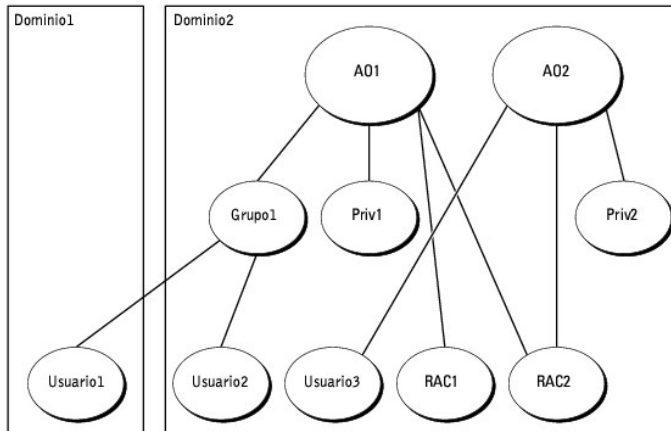 Dominio1
Dominio2
AO1
AO2
Grupo1
Priv1
Priv2
Usuario1
Usuario2
Usuario3
RAC1
RAC2